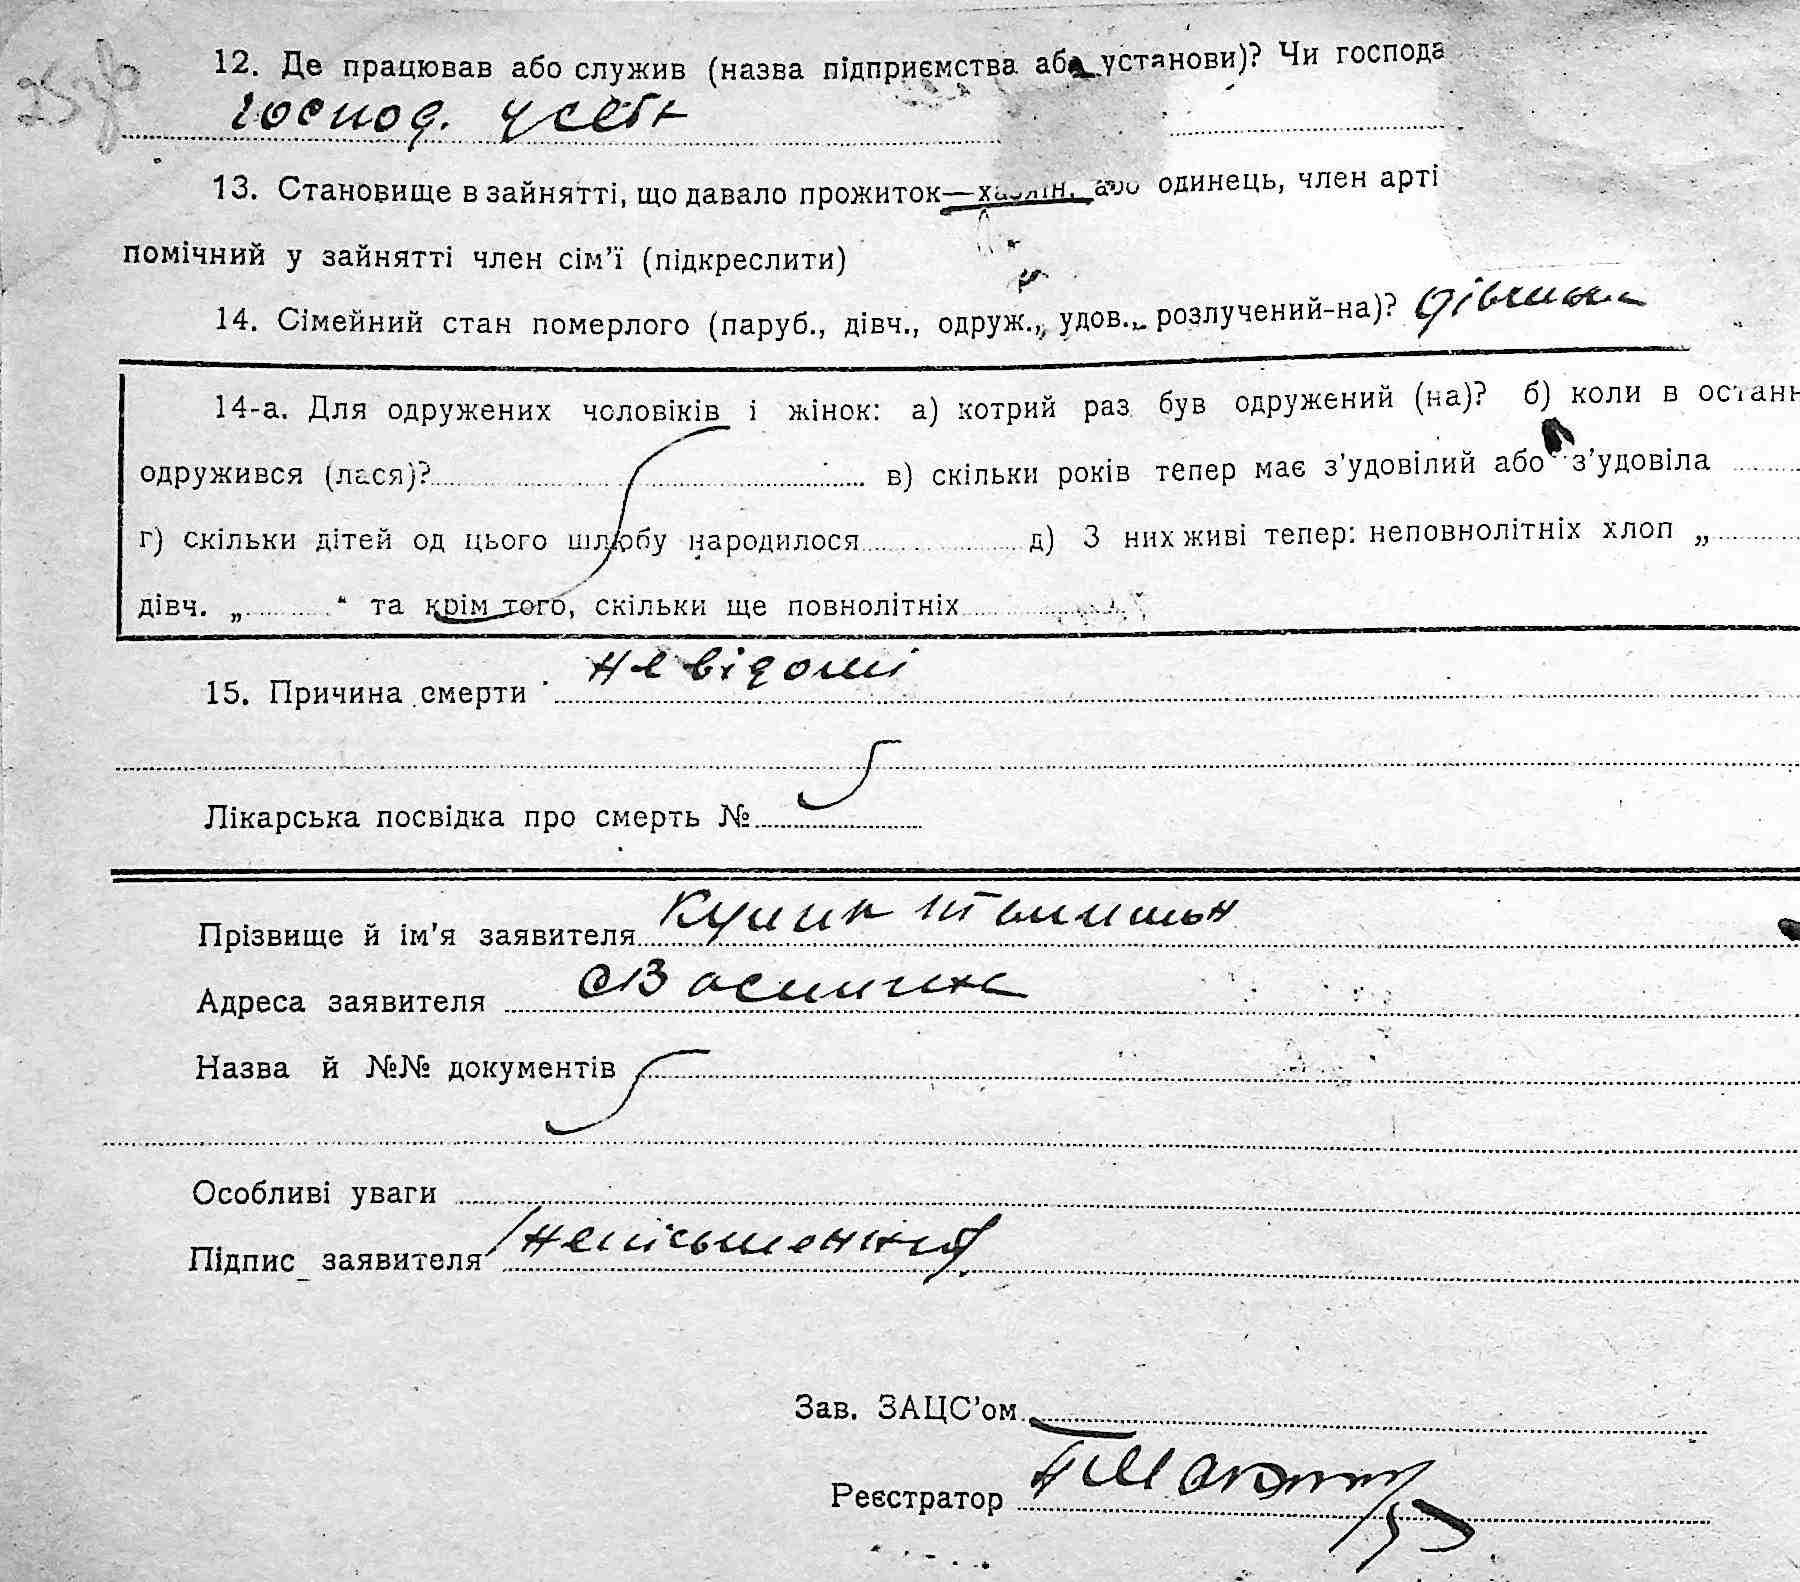 12. Де працював або служив (назва підприємства або установи)? Чи господа
господ.
13. Становище в зайнятті, що давало прожиток— або одинець, член арті
помічний у зайнятті член сім’ї (підкреслити)
14. Сімейний стан померлого (паруб., дівч., одруж., удов., розлучений-на)? дівчина
14-а. Для одружених чоловіків і жінок: а) котрий раз був одружений (на)? б) коли в останн
одружився (лася)? в) скільки років тепер має з’удовілий або з’удовіла
г) скільки дітей од цього шлюбу народилося д) З них живі тепер: неповнолітніх хлоп „
дівч. „ “ та крім того, скільки ще повнолітніх
15. Причина смерти не відомі
Лікарська посвідка про смерть №
Прізвище й ім’я заявителя
Адреса заявителя
Назва й №№ документів
Особливі уваги
Підпис заявителя /неписьменний/
Зав. ЗАЦС’ом
Реєстратор